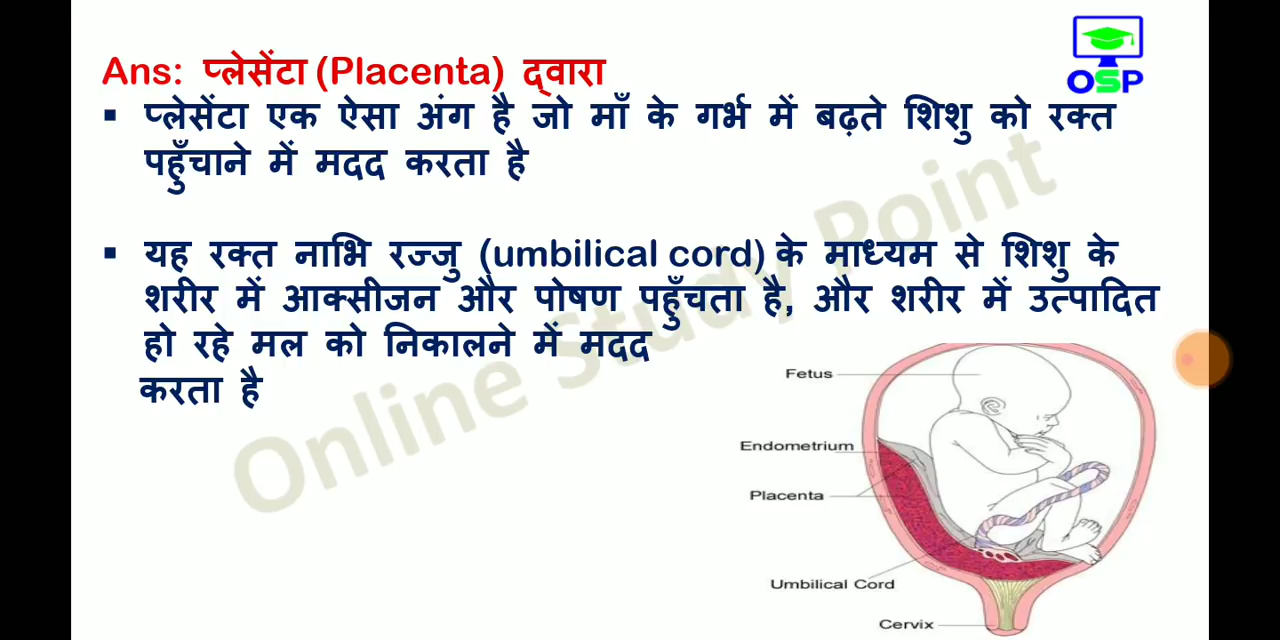 Ans: प्लेसेंटा (Placenta) द्वारा
OSP
▪ प्लेसेंटा एक ऐसा अंग है जो माँ के गर्भ में बढ़ते शिशु को रक्त
पहुँचाने में मदद करता है
▪ यह रक्त नाभि रज्जु (umbilical cord) के माध्यम से शिशु के
शरीर में आक्सीजन और पोषण पहुँचता है, और शरीर में उत्पादित
हो रहे मल को निकालने में मदद
करता है
Online Study Point
Fetus
Endometrium
Placenta
Umbilical Cord
Cervix